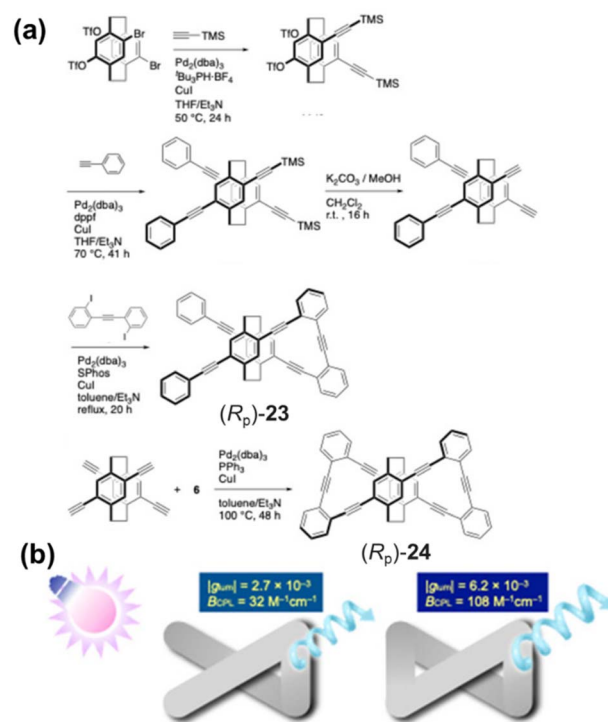 (a)
TfO
Br
TfO
Br
TMS
Pd₂(dba)₃
ᵗBu₃PH·BF₄
CuI
THF/Et₃N
50 °C, 24 h
TfO
TMS
TfO
TMS
Pd₂(dba)₃
dppf
CuI
THF/Et₃N
70 °C, 41 h
TMS
TMS
K₂CO₃ / MeOH
CH₂Cl₂
r.t. , 16 h
I
I
Pd₂(dba)₃
SPhos
CuI
toluene/Et₃N
reflux, 20 h
(Rₚ)-23
+ 6
Pd₂(dba)₃
PPh₃
CuI
toluene/Et₃N
100 °C, 48 h
(Rₚ)-24
(b)
|glum| = 2.7 × 10⁻³
BCPL = 32 M⁻¹cm⁻¹
|glum| = 6.2 × 10⁻³
BCPL = 108 M⁻¹cm⁻¹